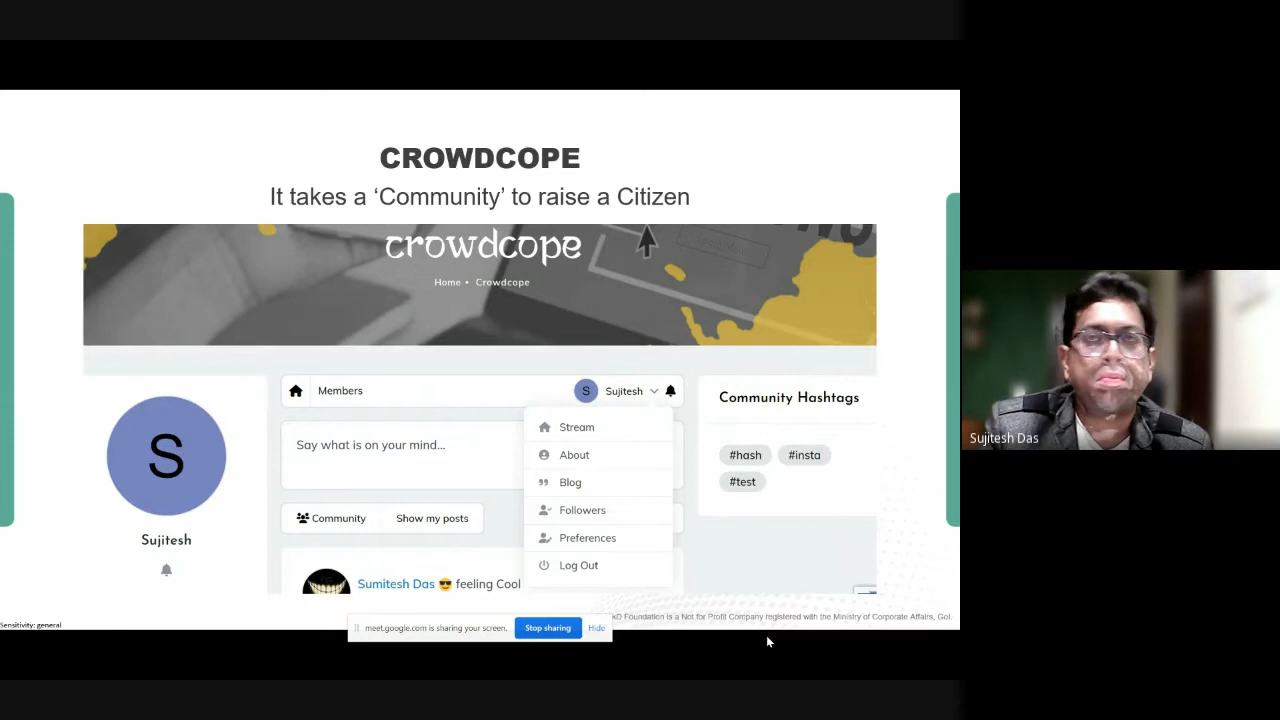 CROWDCOPE
It takes a ‘Community’ to raise a Citizen
crowdcope
Home • Crowdcope
S
Sujitesh
Members
S Sujitesh
Say what is on your mind...
Stream
About
Blog
Followers
Preferences
Log Out
Community Show my posts
Sumitesh Das 😎 feeling Cool
Community Hashtags
#hash #insta
#test
Foundation is a Not for Profit Company registered with the Ministry of Corporate Affairs, GoI.
Sensitivity: general
meet.google.com is sharing your screen. Stop sharing Hide
Sujitesh Das